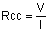 Rcc = V / I